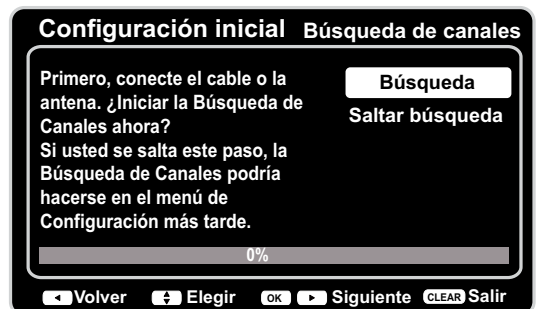 Configuración inicial Búsqueda de canales
Primero, conecte el cable o la
antena. ¿Iniciar la Búsqueda de
Canales ahora?
Si usted se salta este paso, la
Búsqueda de Canales podría
hacerse en el menú de
Configuración más tarde.
Búsqueda
Saltar búsqueda
0%
Volver Elegir OK Siguiente CLEAR Salir